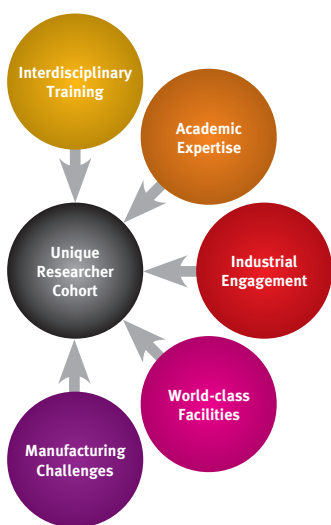 Interdisciplinary
Training
Academic
Expertise
Unique
Researcher
Cohort
Industrial
Engagement
World-class
Facilities
Manufacturing
Challenges